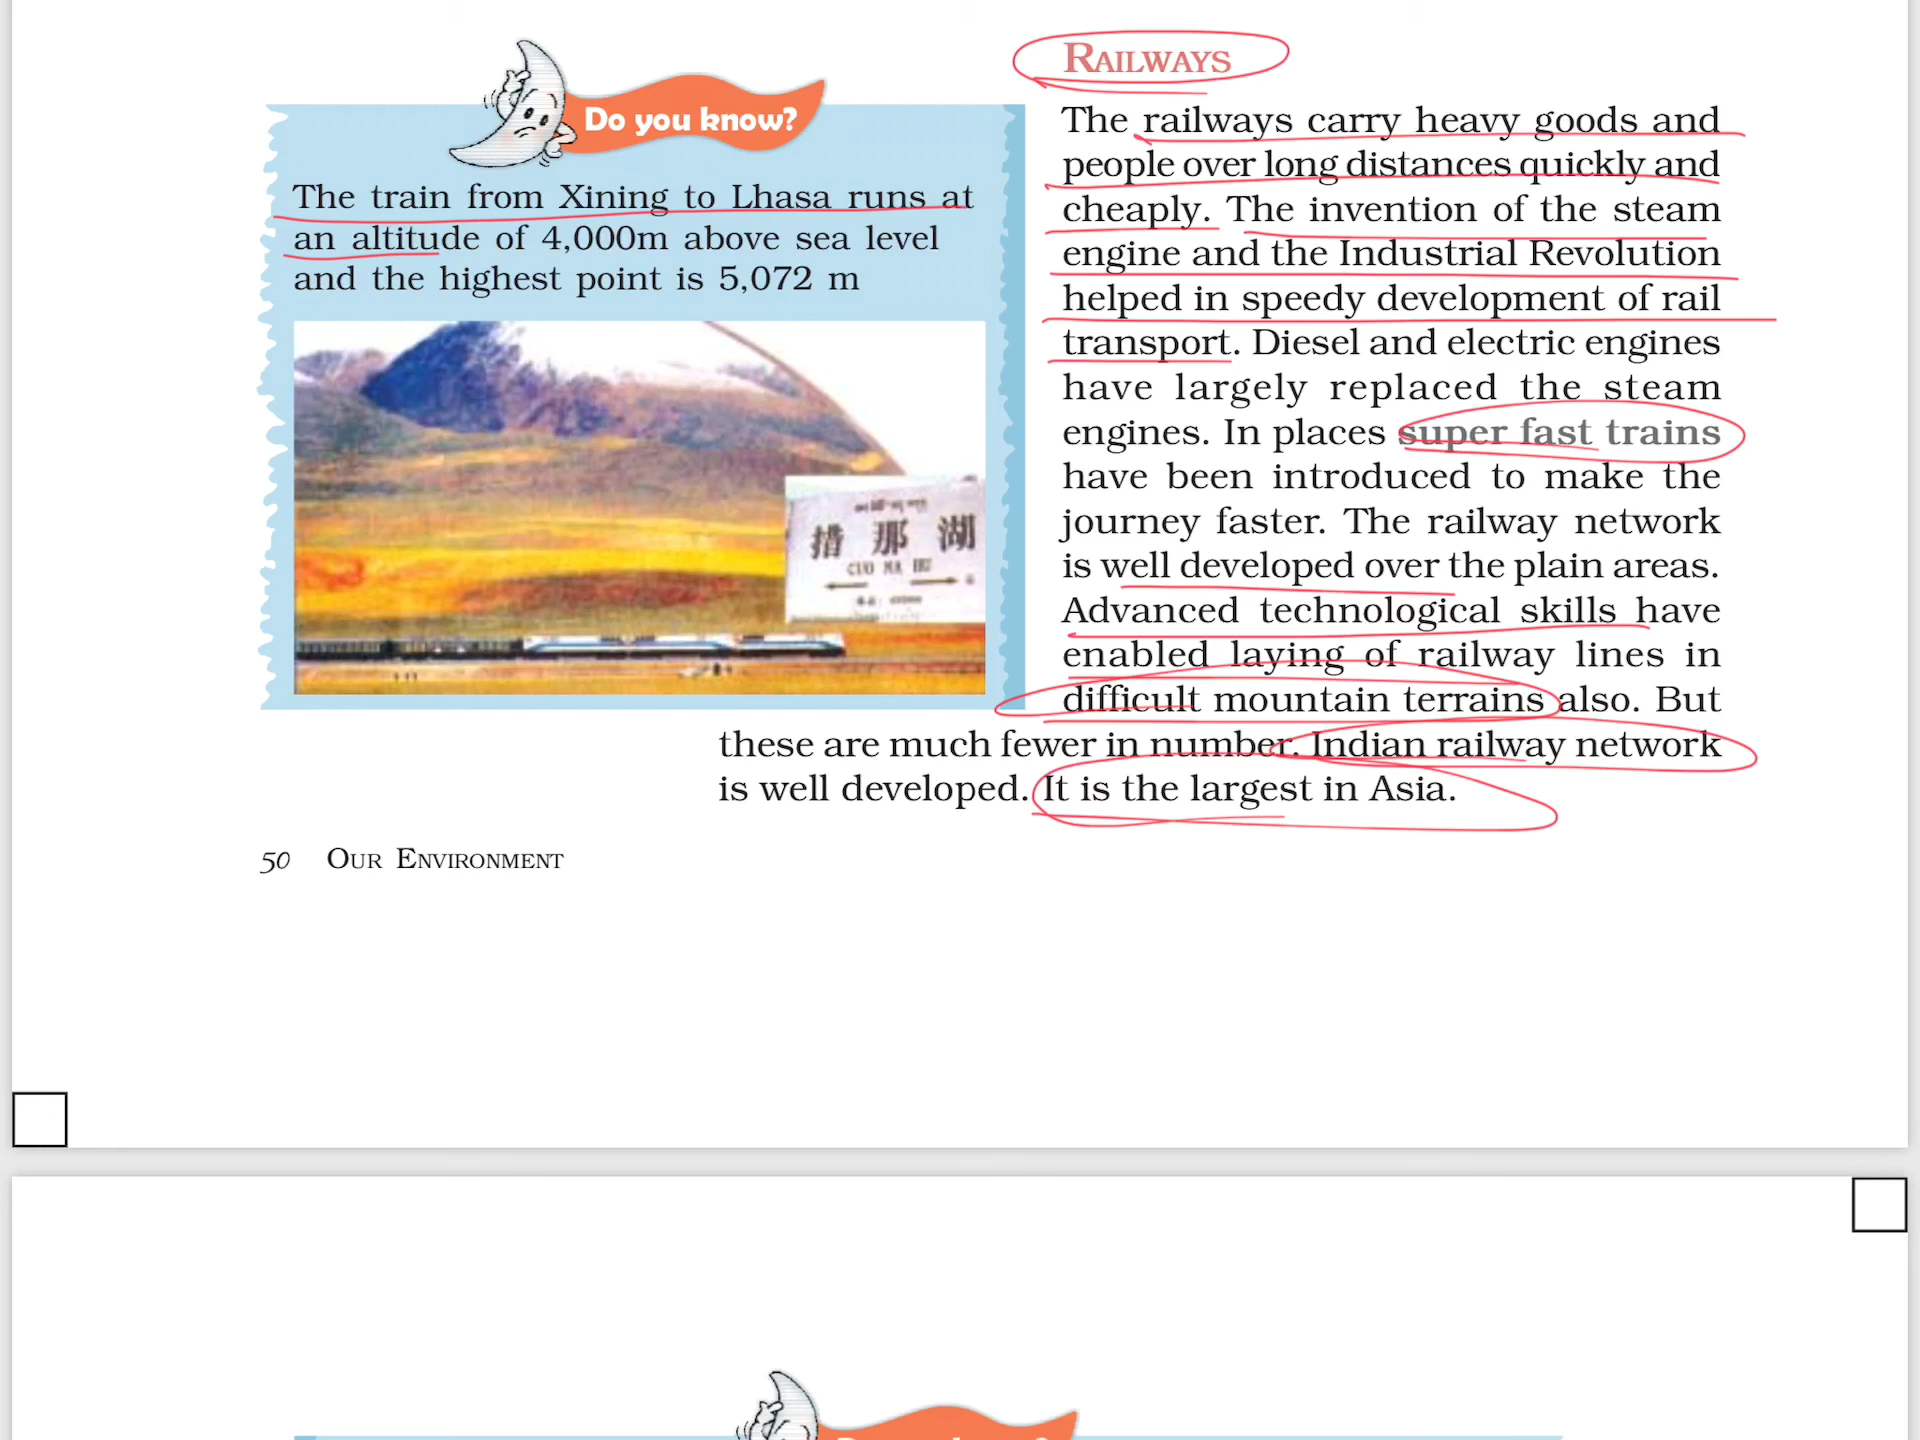 Do you know?
The train from Xining to Lhasa runs at
an altitude of 4,000m above sea level
and the highest point is 5,072 m
措 那 湖
CUO NA HU
RAILWAYS
The railways carry heavy goods and
people over long distances quickly and
cheaply. The invention of the steam
engine and the Industrial Revolution
helped in speedy development of rail
transport. Diesel and electric engines
have largely replaced the steam
engines. In places super fast trains
have been introduced to make the
journey faster. The railway network
is well developed over the plain areas.
Advanced technological skills have
enabled laying of railway lines in
difficult mountain terrains also. But
these are much fewer in number. Indian railway network
is well developed. It is the largest in Asia.
50 OUR ENVIRONMENT